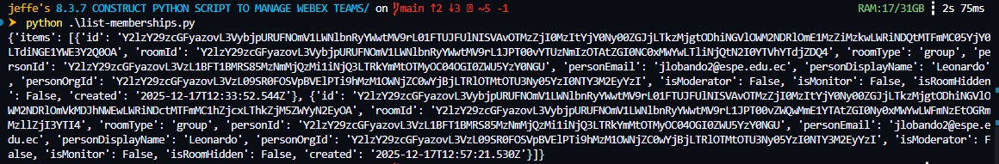 jeffe's 8.3.7 CONSTRUCT PYTHON SCRIPT TO MANAGE WEBEX TEAMS/ on main ↑2 ↓3 ~5 -1 RAM:17/31GB 2s 75ms
python .\list-memberships.py
{'items': [{'id': 'Y2lzY29zcGFyazovL3VybjpURUFNOmV1LWNlbnRyYWwtMV9rL01FTUJFUlNISVAvOTMzZjI0MzItYjY0Ny00ZGJjLTkzMjgtODhiNGVlOWM2NDRlOmE1MzZiMzkwLWRiNDQtMTFmMC05YjY0
LTdiNGE1YWE3Y2Q0OA', 'roomId': 'Y2lzY29zcGFyazovL3VybjpURUFNOmV1LWNlbnRyYWwtMV9rL1JPT00vYTUzNmIzOTAtZGI0NC0xMWYwLTliNjQtN2I0YTVhYTdjZDQ4', 'roomType': 'group', 'pe
rsonId': 'Y2lzY29zcGFyazovL3VzL1BFT1BMRS85MzNmMjQzMi1iNjQ3LTRkYmMtOTMyOC04OGI0ZWU5YzY0NGU', 'personEmail': 'jlobando2@espe.edu.ec', 'personDisplayName': 'Leonardo'
, 'personOrgId': 'Y2lzY29zcGFyazovL3VzL09SR0FOSVpBVElPTi9hMzM1OWNjZC0wYjBjLTRlOTMtOTU3Ny05YzI0NTY3M2EyYzI', 'isModerator': False, 'isMonitor': False, 'isRoomHidden
': False, 'created': '2025-12-17T12:33:52.544Z'}, {'id': 'Y2lzY29zcGFyazovL3VybjpURUFNOmV1LWNlbnRyYWwtMV9rL01FTUJFUlNISVAvOTMzZjI0MzItYjY0Ny00ZGJjLTkzMjgtODhiNGVlO
WM2NDRlOmVkMDJhNWEwLWRiNDctMTFmMC1hZjcxLThkZjM5ZWYyN2EyOA', 'roomId': 'Y2lzY29zcGFyazovL3VybjpURUFNOmV1LWNlbnRyYWwtMV9rL1JPT00vZWQwMmE1YTAtZGI0Ny0xMWYwLWFmNzEtOGRm
MzllZjI3YTI4', 'roomType': 'group', 'personId': 'Y2lzY29zcGFyazovL3VzL1BFT1BMRS85MzNmMjQzMi1iNjQ3LTRkYmMtOTMyOC04OGI0ZWU5YzY0NGU', 'personEmail': 'jlobando2@espe.e
du.ec', 'personDisplayName': 'Leonardo', 'personOrgId': 'Y2lzY29zcGFyazovL3VzL09SR0FOSVpBVElPTi9hMzM1OWNjZC0wYjBjLTRlOTMtOTU3Ny05YzI0NTY3M2EyYzI', 'isModerator': F
alse, 'isMonitor': False, 'isRoomHidden': False, 'created': '2025-12-17T12:57:21.530Z'}]}